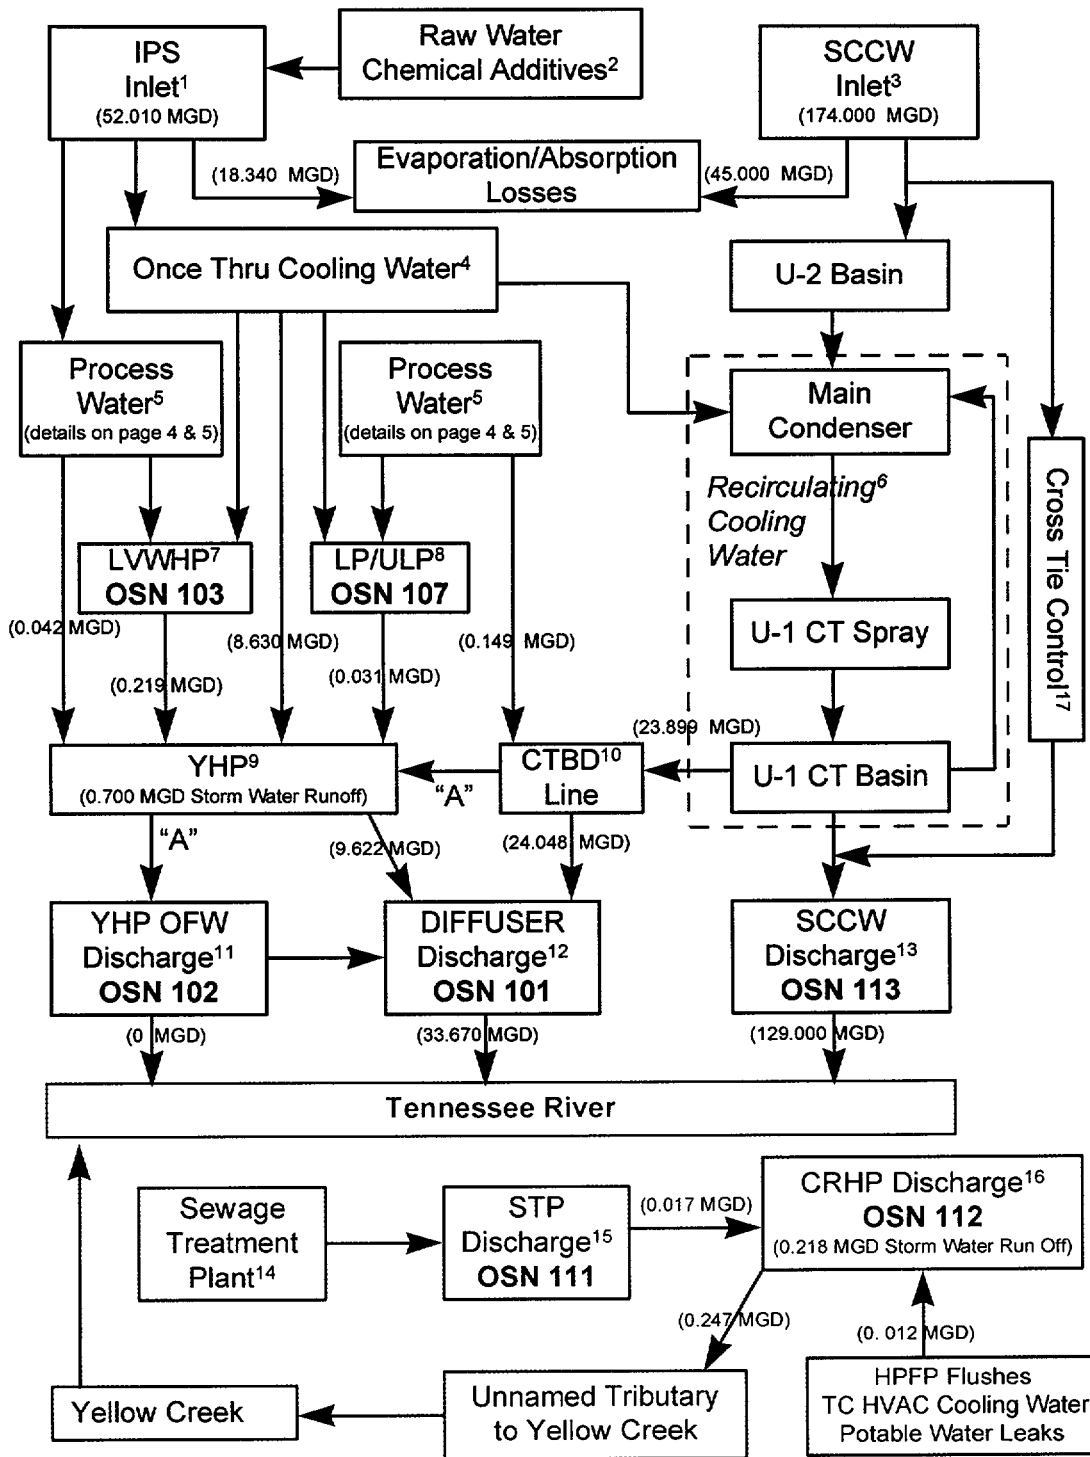 IPS
Inlet¹
(52.010 MGD)
Raw Water
Chemical Additives²
SCCW
Inlet³
(174.000 MGD)
(18.340 MGD)
Evaporation/Absorption
Losses
(45.000 MGD)
Once Thru Cooling Water⁴
U-2 Basin
Process
Water⁵
(details on page 4 & 5)
Process
Water⁵
(details on page 4 & 5)
Main
Condenser
Recirculating⁶
Cooling
Water
Cross Tie Control¹⁷
LVWHP⁷
OSN 103
LP/ULP⁸
OSN 107
(0.042 MGD)
(0.219 MGD)
(8.630 MGD)
(0.031 MGD)
(0.149 MGD)
U-1 CT Spray
(23.899 MGD)
YHP⁹
(0.700 MGD Storm Water Runoff)
"A"
CTBD¹⁰
Line
U-1 CT Basin
"A"
(9.622 MGD)
(24.048 MGD)
YHP OFW
Discharge¹¹
OSN 102
DIFFUSER
Discharge¹²
OSN 101
SCCW
Discharge¹³
OSN 113
(0 MGD)
(33.670 MGD)
(129.000 MGD)
Tennessee River
Sewage
Treatment
Plant¹⁴
STP
Discharge¹⁵
OSN 111
(0.017 MGD)
CRHP Discharge¹⁶
OSN 112
(0.218 MGD Storm Water Run Off)
(0.247 MGD)
(0. 012 MGD)
Yellow Creek
Unnamed Tributary
to Yellow Creek
HPFP Flushes
TC HVAC Cooling Water
Potable Water Leaks